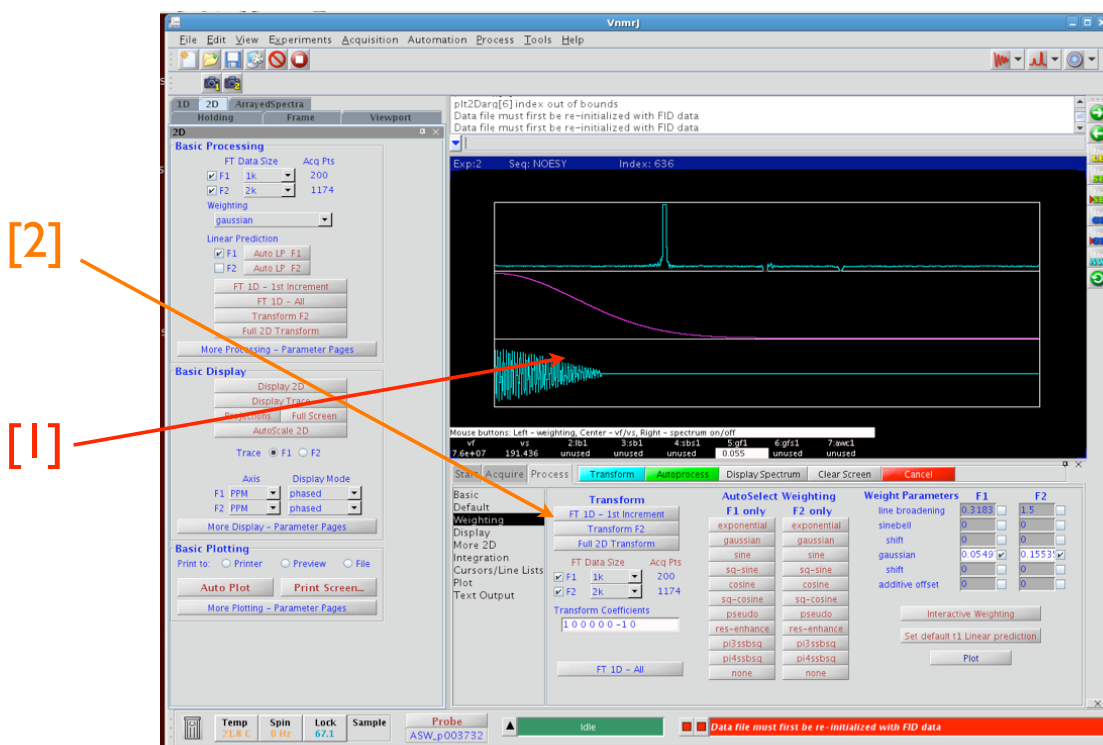 VnmrJ
File Edit View Experiments Acquisition Automation Process Tools Help
1D 2D ArrayedSpectra
Holding Frame Viewport
2D
Basic Processing
FT Data Size Acq Pts
F1 1k 200
F2 2k 1174
Weighting
gaussian
Linear Prediction
F1 Auto LP F1
F2 Auto LP F2
FT 1D - 1st Increment
FT 1D - All
Transform F2
Full 2D Transform
More Processing - Parameter Pages
Basic Display
Display 2D
Display Trace
Projections Full Screen
AutoScale 2D
Trace F1 F2
Axis Display Mode
F1 PPM phased
F2 PPM phased
More Display - Parameter Pages
Basic Plotting
Print to: Printer Preview File
Auto Plot Print Screen...
More Plotting - Parameter Pages
[2]
[1]
plt2Darg[6] index out of bounds
Data file must first be re-initialized with FID data
Data file must first be re-initialized with FID data
Exp:2 Seq: NOESY Index: 636
Mouse buttons: Left - weighting, Center - vf/vs, Right - spectrum on/off
vf vs 2:lb1 3:sb1 4:sbs1 5:gf1 6:gfs1 7:awc1
7.6e+07 191.436 unused unused unused 0.055 unused unused
Start Acquire Process Transform Autoprocess Display Spectrum Clear Screen Cancel
Basic
Default
Weighting
Display
More 2D
Integration
Cursors/Line Lists
Plot
Text Output
Transform
FT 1D - 1st Increment
Transform F2
Full 2D Transform
FT Data Size Acq Pts
F1 1k 200
F2 2k 1174
Transform Coefficients
1 0 0 0 0 0 -1 0
FT 1D - All
AutoSelect Weighting
F1 only F2 only
exponential exponential
gaussian gaussian
sine sine
sq-sine sq-sine
cosine cosine
sq-cosine sq-cosine
pseudo pseudo
res-enhance res-enhance
pi3ssbsq pi3ssbsq
pi4ssbsq pi4ssbsq
none none
Weight Parameters F1 F2
line broadening 0.3183 1.5
sinebell 0 0
shift 0 0
gaussian 0.0549 0.1553
shift 0 0
additive offset 0 0
Interactive Weighting
Set default t1 Linear prediction
Plot
Temp Spin Lock Sample Probe
21.8 C 0 Hz 67.1 ASW_p003732
Idle
Data file must first be re-initialized with FID data